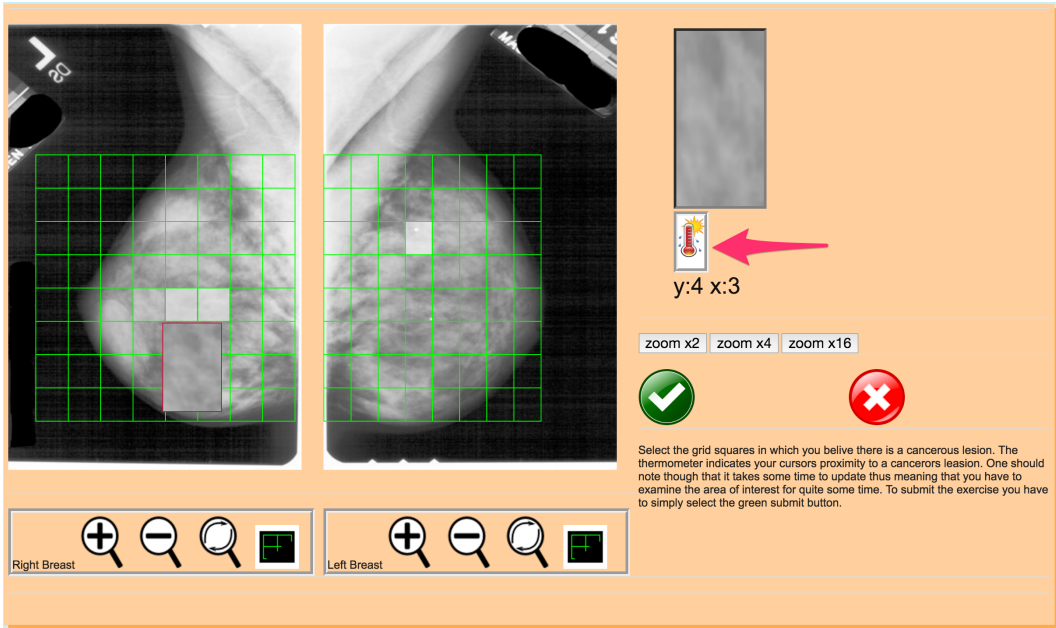 L
y:4 x:3
zoom x2 zoom x4 zoom x16
Select the grid squares in which you belive there is a cancerous lesion. The
thermometer indicates your cursors proximity to a cancerors leasion. One should
note though that it takes some time to update thus meaning that you have to
examine the area of interest for quite some time. To submit the exercise you have
to simply select the green submit button.
Right Breast
Left Breast